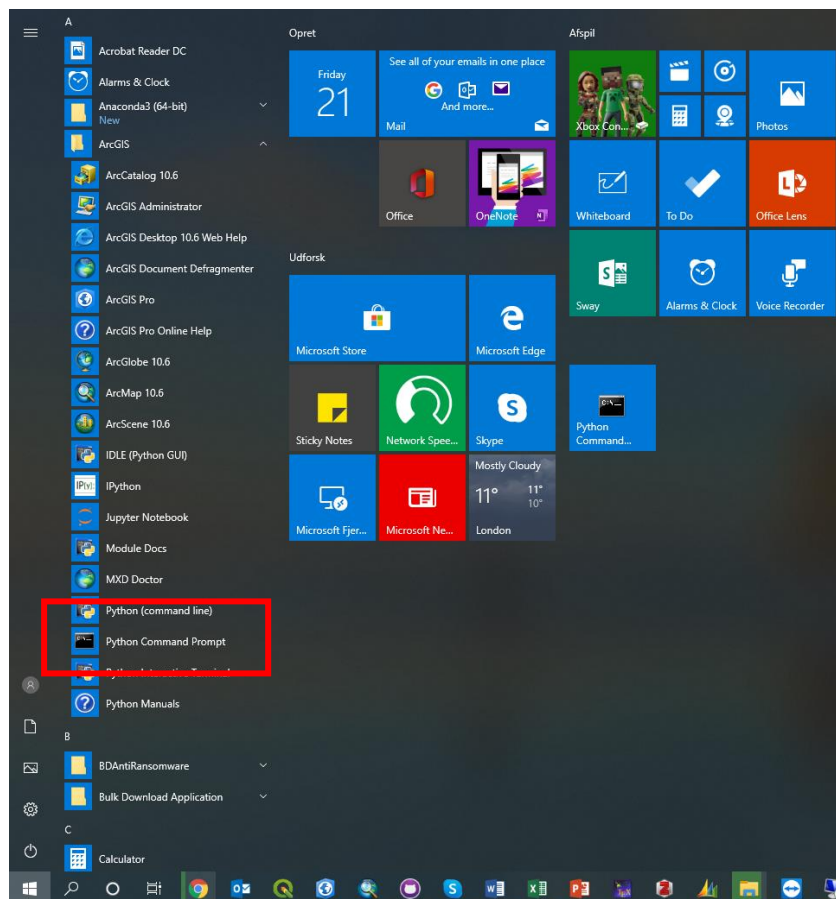 A
Acrobat Reader DC
Alarms & Clock
Anaconda3 (64-bit)
New
ArcGIS
ArcCatalog 10.6
ArcGIS Administrator
ArcGIS Desktop 10.6 Web Help
ArcGIS Document Defragmenter
ArcGIS Pro
ArcGIS Pro Online Help
ArcGlobe 10.6
ArcMap 10.6
ArcScene 10.6
IDLE (Python GUI)
IPython
Jupyter Notebook
Module Docs
MXD Doctor
Python (command line)
Python Command Prompt
Python Interactive Terminal
Python Manuals
B
BDAntiRansomware
Bulk Download Application
C
Calculator
Opret
Friday
21
See all of your emails in one place
And more...
Mail
Office
OneNote
Udforsk
Microsoft Store
Microsoft Edge
Sticky Notes
Network Spee...
Skype
Microsoft Fjer...
Microsoft Ne...
Mostly Cloudy
11°
11°
10°
London
Afspil
Xbox Con...
Photos
Whiteboard
To Do
Office Lens
Sway
Alarms & Clock
Voice Recorder
Python
Command...